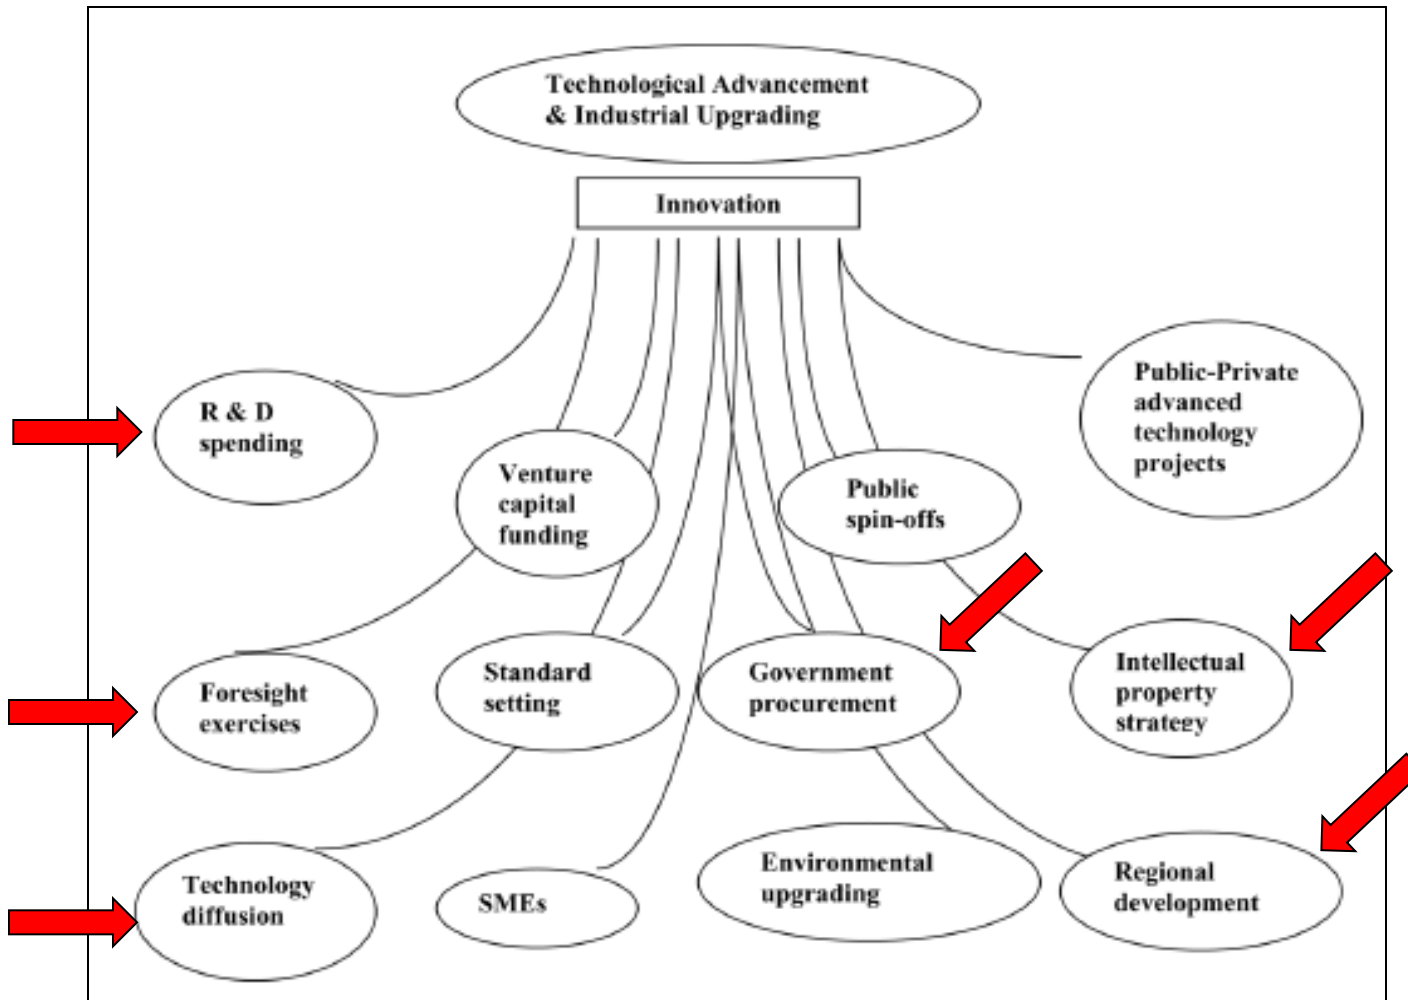 Technological Advancement
& Industrial Upgrading
Innovation
R & D
spending
Venture
capital
funding
Public
spin-offs
Public-Private
advanced
technology
projects
Foresight
exercises
Standard
setting
Government
procurement
Intellectual
property
strategy
Technology
diffusion
SMEs
Environmental
upgrading
Regional
development